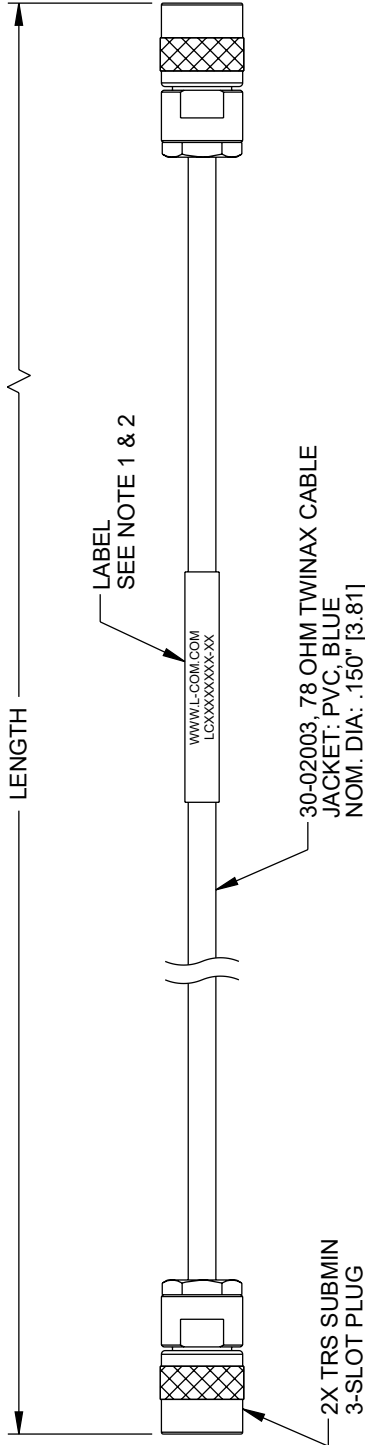 LENGTH
LABEL
SEE NOTE 1 & 2
WWW.L-COM.COM
LCXXXXXXXX-XX
30-02003, 78 OHM TWINAX CABLE
JACKET: PVC, BLUE
NOM. DIA: .150" [3.81]
2X TRS SUBMIN
3-SLOT PLUG